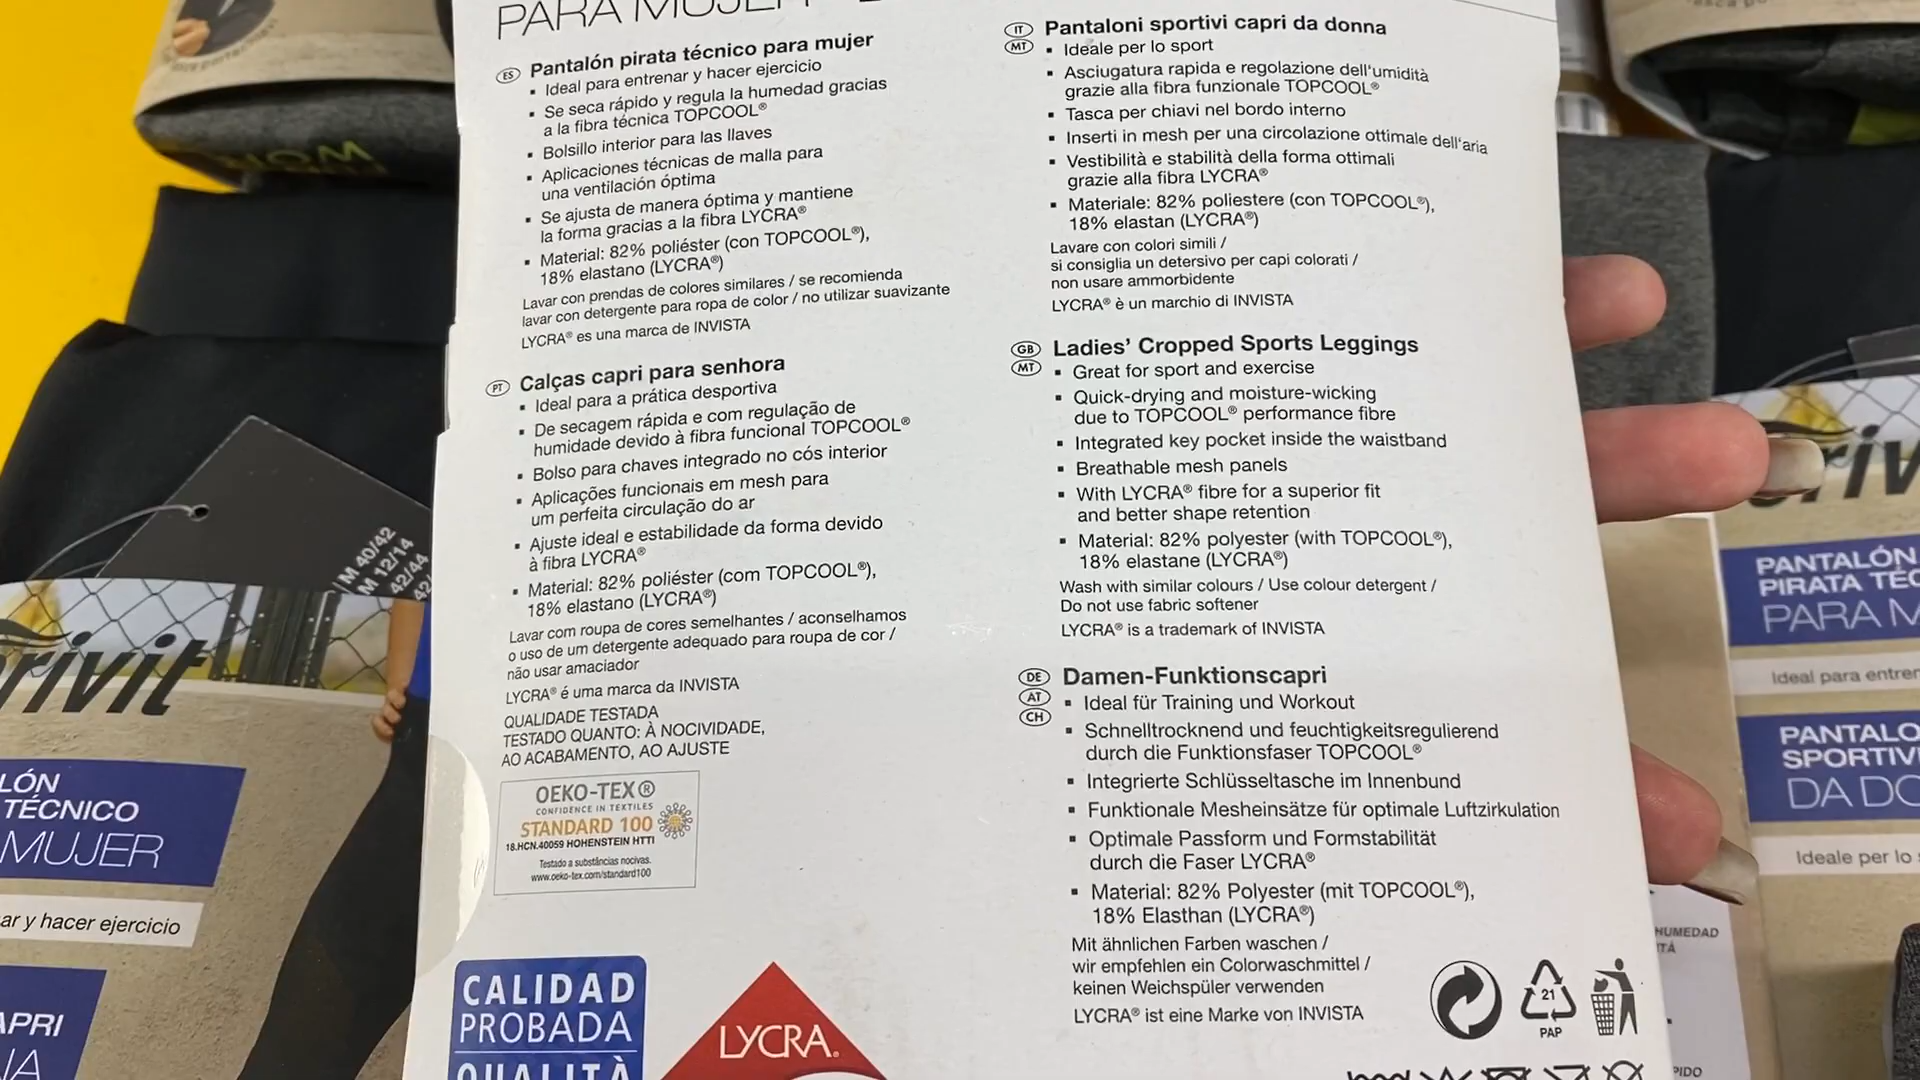 PARA MUJER
ES
Pantalón pirata técnico para mujer
▪ Ideal para entrenar y hacer ejercicio
▪ Se seca rápido y regula la humedad gracias
a la fibra técnica TOPCOOL®
▪ Bolsillo interior para las llaves
▪ Aplicaciones técnicas de malla para
una ventilación óptima
▪ Se ajusta de manera óptima y mantiene
la forma gracias a la fibra LYCRA®
▪ Material: 82% poliéster (con TOPCOOL®),
18% elastano (LYCRA®)
Lavar con prendas de colores similares / se recomienda
lavar con detergente para ropa de color / no utilizar suavizante
LYCRA® es una marca de INVISTA
PT
Calças capri para senhora
▪ Ideal para a prática desportiva
▪ De secagem rápida e com regulação de
humidade devido à fibra funcional TOPCOOL®
▪ Bolso para chaves integrado no cós interior
▪ Aplicações funcionais em mesh para
um perfeita circulação do ar
▪ Ajuste ideal e estabilidade da forma devido
à fibra LYCRA®
▪ Material: 82% poliéster (com TOPCOOL®),
18% elastano (LYCRA®)
Lavar com roupa de cores semelhantes / aconselhamos
o uso de um detergente adequado para roupa de cor /
não usar amaciador
LYCRA® é uma marca da INVISTA
QUALIDADE TESTADA
TESTADO QUANTO: À NOCIVIDADE,
AO ACABAMENTO, AO AJUSTE
OEKO-TEX®
CONFIDENCE IN TEXTILES
STANDARD 100
18.HCN.40059 HOHENSTEIN HTTI
Testado a substâncias nocivas.
www.oeko-tex.com/standard100
CALIDAD
PROBADA
QUALITÀ
LYCRA.
IT
MT
Pantaloni sportivi capri da donna
▪ Ideale per lo sport
▪ Asciugatura rapida e regolazione dell'umidità
grazie alla fibra funzionale TOPCOOL®
▪ Tasca per chiavi nel bordo interno
▪ Inserti in mesh per una circolazione ottimale dell'aria
▪ Vestibilità e stabilità della forma ottimali
grazie alla fibra LYCRA®
▪ Materiale: 82% poliestere (con TOPCOOL®),
18% elastan (LYCRA®)
Lavare con colori simili /
si consiglia un detersivo per capi colorati /
non usare ammorbidente
LYCRA® è un marchio di INVISTA
GB
MT
Ladies' Cropped Sports Leggings
▪ Great for sport and exercise
▪ Quick-drying and moisture-wicking
due to TOPCOOL® performance fibre
▪ Integrated key pocket inside the waistband
▪ Breathable mesh panels
▪ With LYCRA® fibre for a superior fit
and better shape retention
▪ Material: 82% polyester (with TOPCOOL®),
18% elastane (LYCRA®)
Wash with similar colours / Use colour detergent /
Do not use fabric softener
LYCRA® is a trademark of INVISTA
DE
AT
CH
Damen-Funktionscapri
▪ Ideal für Training und Workout
▪ Schnelltrocknend und feuchtigkeitsregulierend
durch die Funktionsfaser TOPCOOL®
▪ Integrierte Schlüsseltasche im Innenbund
▪ Funktionale Mesheinsätze für optimale Luftzirkulation
▪ Optimale Passform und Formstabilität
durch die Faser LYCRA®
▪ Material: 82% Polyester (mit TOPCOOL®),
18% Elasthan (LYCRA®)
Mit ähnlichen Farben waschen /
wir empfehlen ein Colorwaschmittel /
keinen Weichspüler verwenden
LYCRA® ist eine Marke von INVISTA
21
PAP
M 40/42
M 12/14
42/44
rivit
LÓN
TÉCNICO
MUJER
ar y hacer ejercicio
APRI
NA
riv
PANTALÓN
PIRATA TÉC
PARA M
Ideal para entrer
PANTALO
SPORTIVI
DA DO
Ideale per lo
HUMEDAD
ITÁ
PIDO